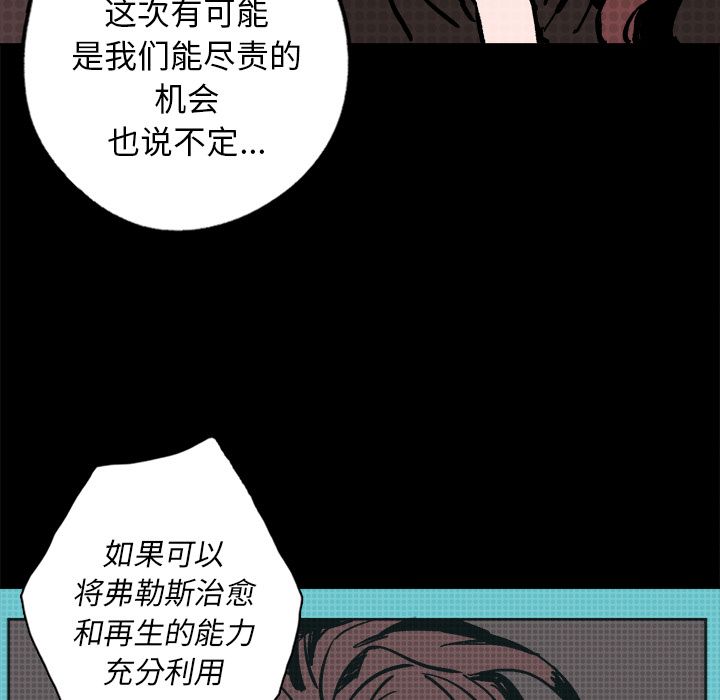 这次有可能
是我们能尽责的
机会
也说不定...
如果可以
将弗勒斯治愈
和再生的能力
充分利用